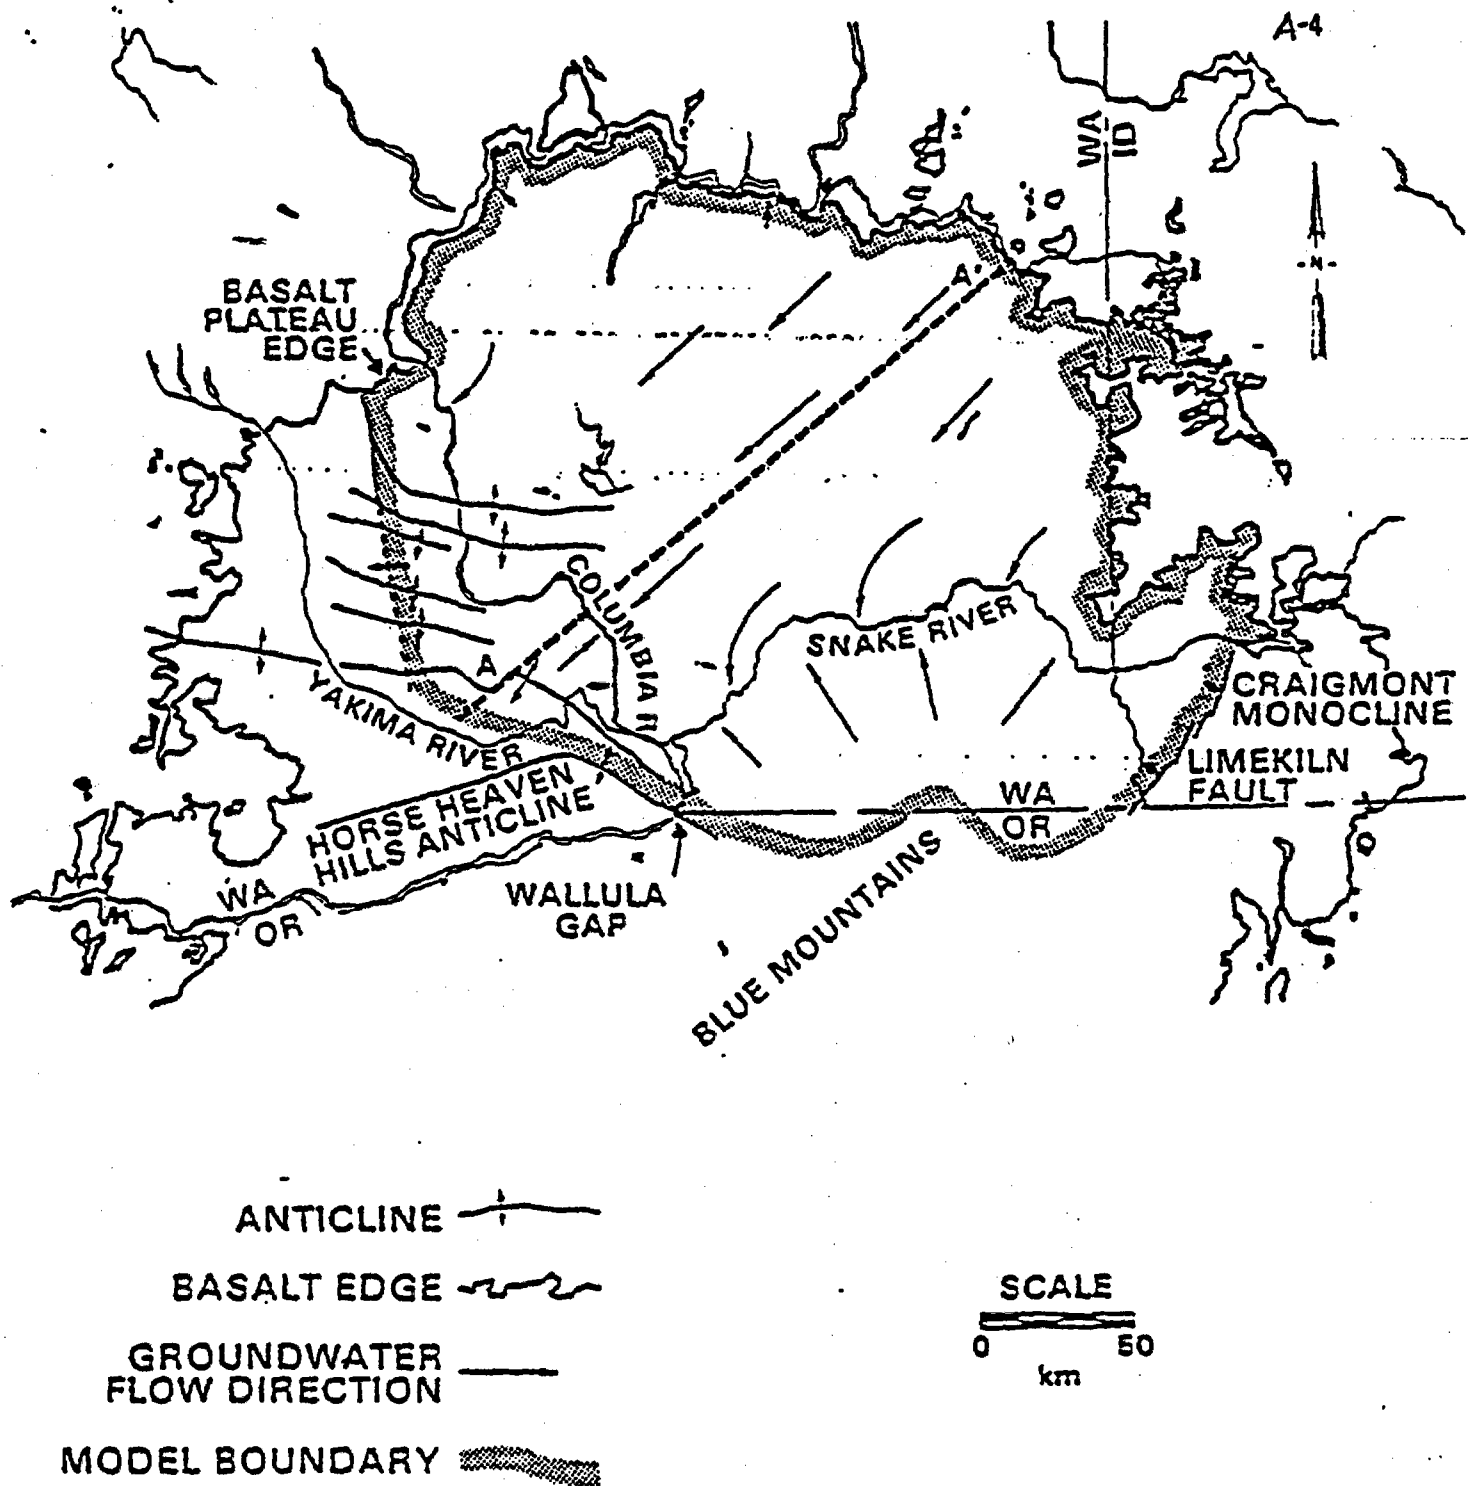 A-4
WA
ID
N
BASALT
PLATEAU
EDGE
A'
COLUMBIA R
SNAKE RIVER
A
YAKIMA RIVER
CRAIGMONT
MONOCLINE
LIMEKILN
FAULT
HORSE HEAVEN
HILLS ANTICLINE
WA
OR
WA
OR
WALLULA
GAP
BLUE MOUNTAINS
ANTICLINE
BASALT EDGE
GROUNDWATER
FLOW DIRECTION
MODEL BOUNDARY
SCALE
0 50
km